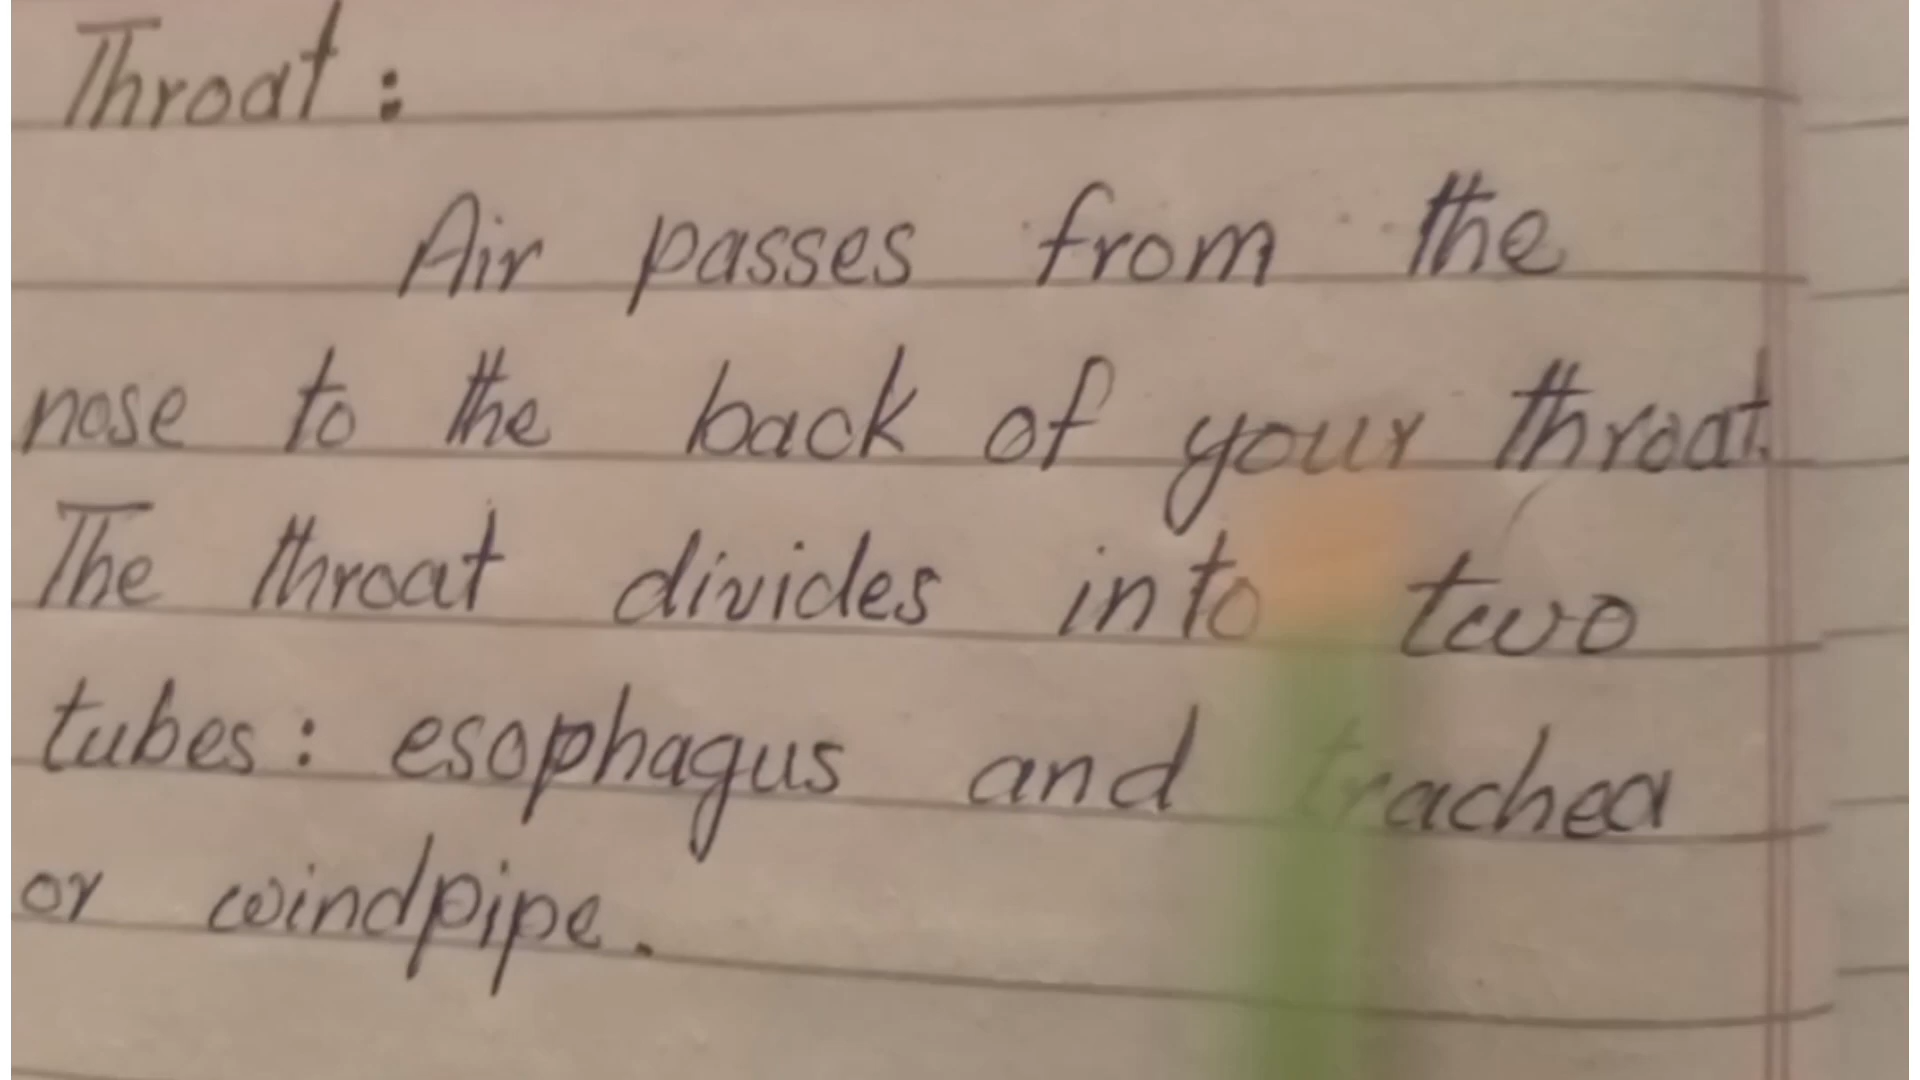 Throat:
Air passes from the
nose to the back of your throat.
The throat divides into two
tubes: esophagus and trachea
or windpipe.